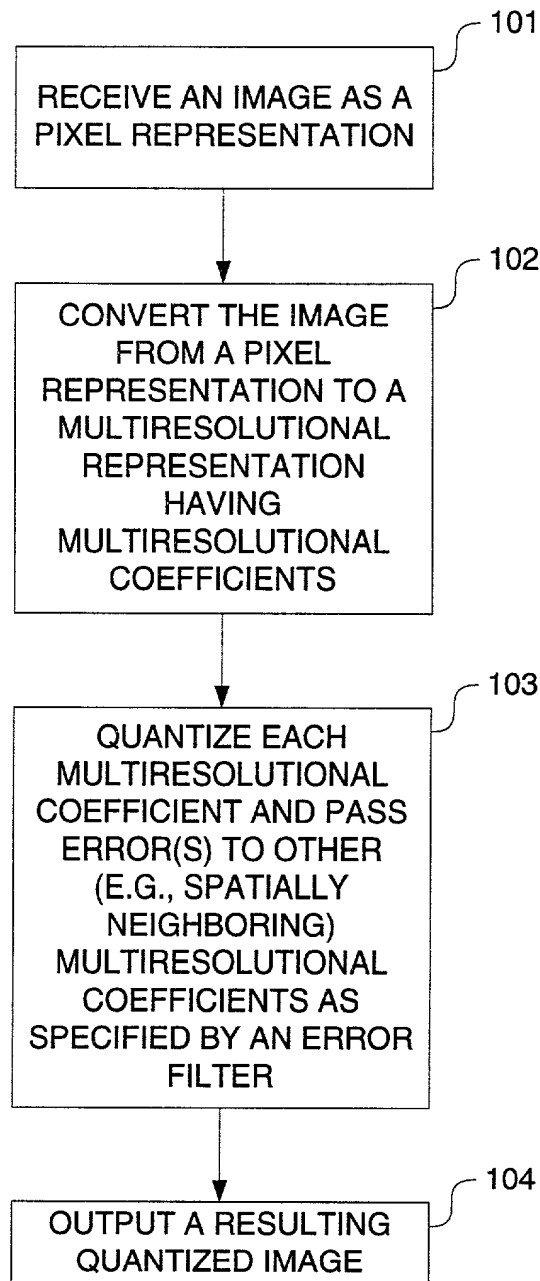 101
RECEIVE AN IMAGE AS A
PIXEL REPRESENTATION
102
CONVERT THE IMAGE
FROM A PIXEL
REPRESENTATION TO A
MULTIRESOLUTIONAL
REPRESENTATION
HAVING
MULTIRESOLUTIONAL
COEFFICIENTS
103
QUANTIZE EACH
MULTIRESOLUTIONAL
COEFFICIENT AND PASS
ERROR(S) TO OTHER
(E.G., SPATIALLY
NEIGHBORING)
MULTIRESOLUTIONAL
COEFFICIENTS AS
SPECIFIED BY AN ERROR
FILTER
104
OUTPUT A RESULTING
QUANTIZED IMAGE